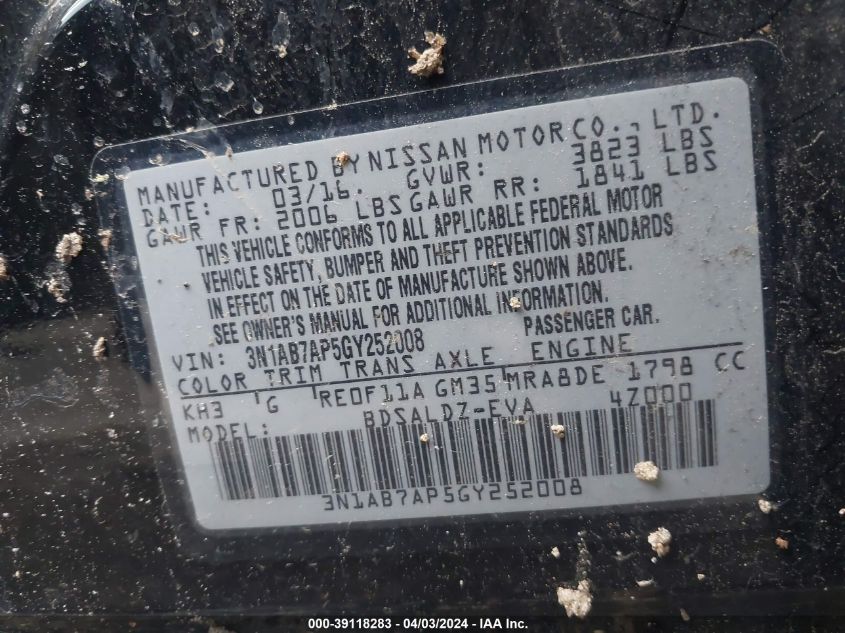 MANUFACTURED BY NISSAN MOTOR CO., LTD.
DATE: 03/16. GVWR: 3823 LBS
GAWR FR: 2006 LBS GAWR RR: 1841 LBS
THIS VEHICLE CONFORMS TO ALL APPLICABLE FEDERAL MOTOR
VEHICLE SAFETY, BUMPER AND THEFT PREVENTION STANDARDS
IN EFFECT ON THE DATE OF MANUFACTURE SHOWN ABOVE.
SEE OWNER'S MANUAL FOR ADDITIONAL INFORMATION.
VIN: 3N1AB7AP5GY252008 PASSENGER CAR.
COLOR TRIM TRANS AXLE ENGINE
KH3 G RE0F11A GM35 MRA8DE 1798 CC
MODEL: BDSALDZ-EVA 4Z000
3N1AB7AP5GY252008
000-39118283 - 04/03/2024 - IAA Inc.